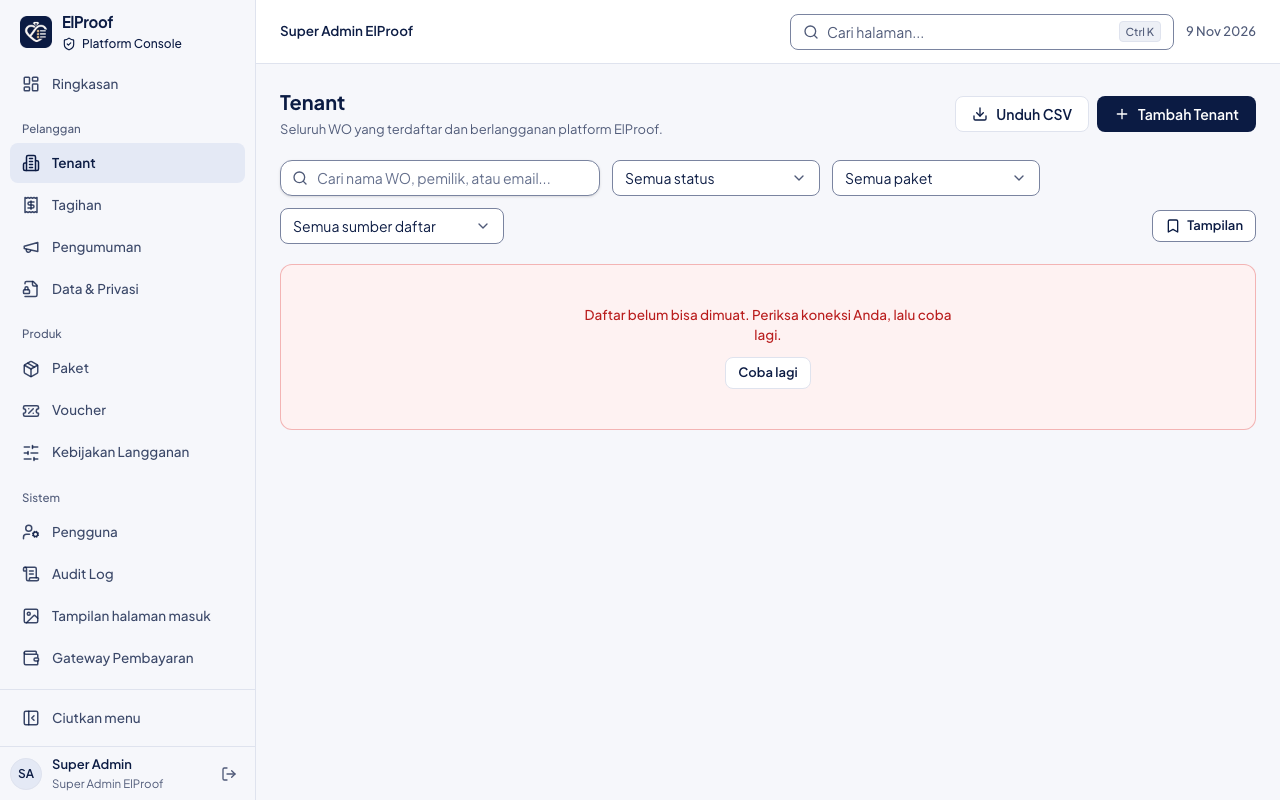 ElProof
Platform Console
Ringkasan
Pelanggan
Tenant
Tagihan
Pengumuman
Data & Privasi
Produk
Paket
Voucher
Kebijakan Langganan
Sistem
Pengguna
Audit Log
Tampilan halaman masuk
Gateway Pembayaran
Ciutkan menu
SA
Super Admin
Super Admin ElProof
Super Admin ElProof
Cari halaman...
Ctrl K
9 Nov 2026
Tenant
Seluruh WO yang terdaftar dan berlangganan platform ElProof.
Unduh CSV
Tambah Tenant
Cari nama WO, pemilik, atau email...
Semua status
Semua paket
Semua sumber daftar
Tampilan
Daftar belum bisa dimuat. Periksa koneksi Anda, lalu coba
lagi.
Coba lagi